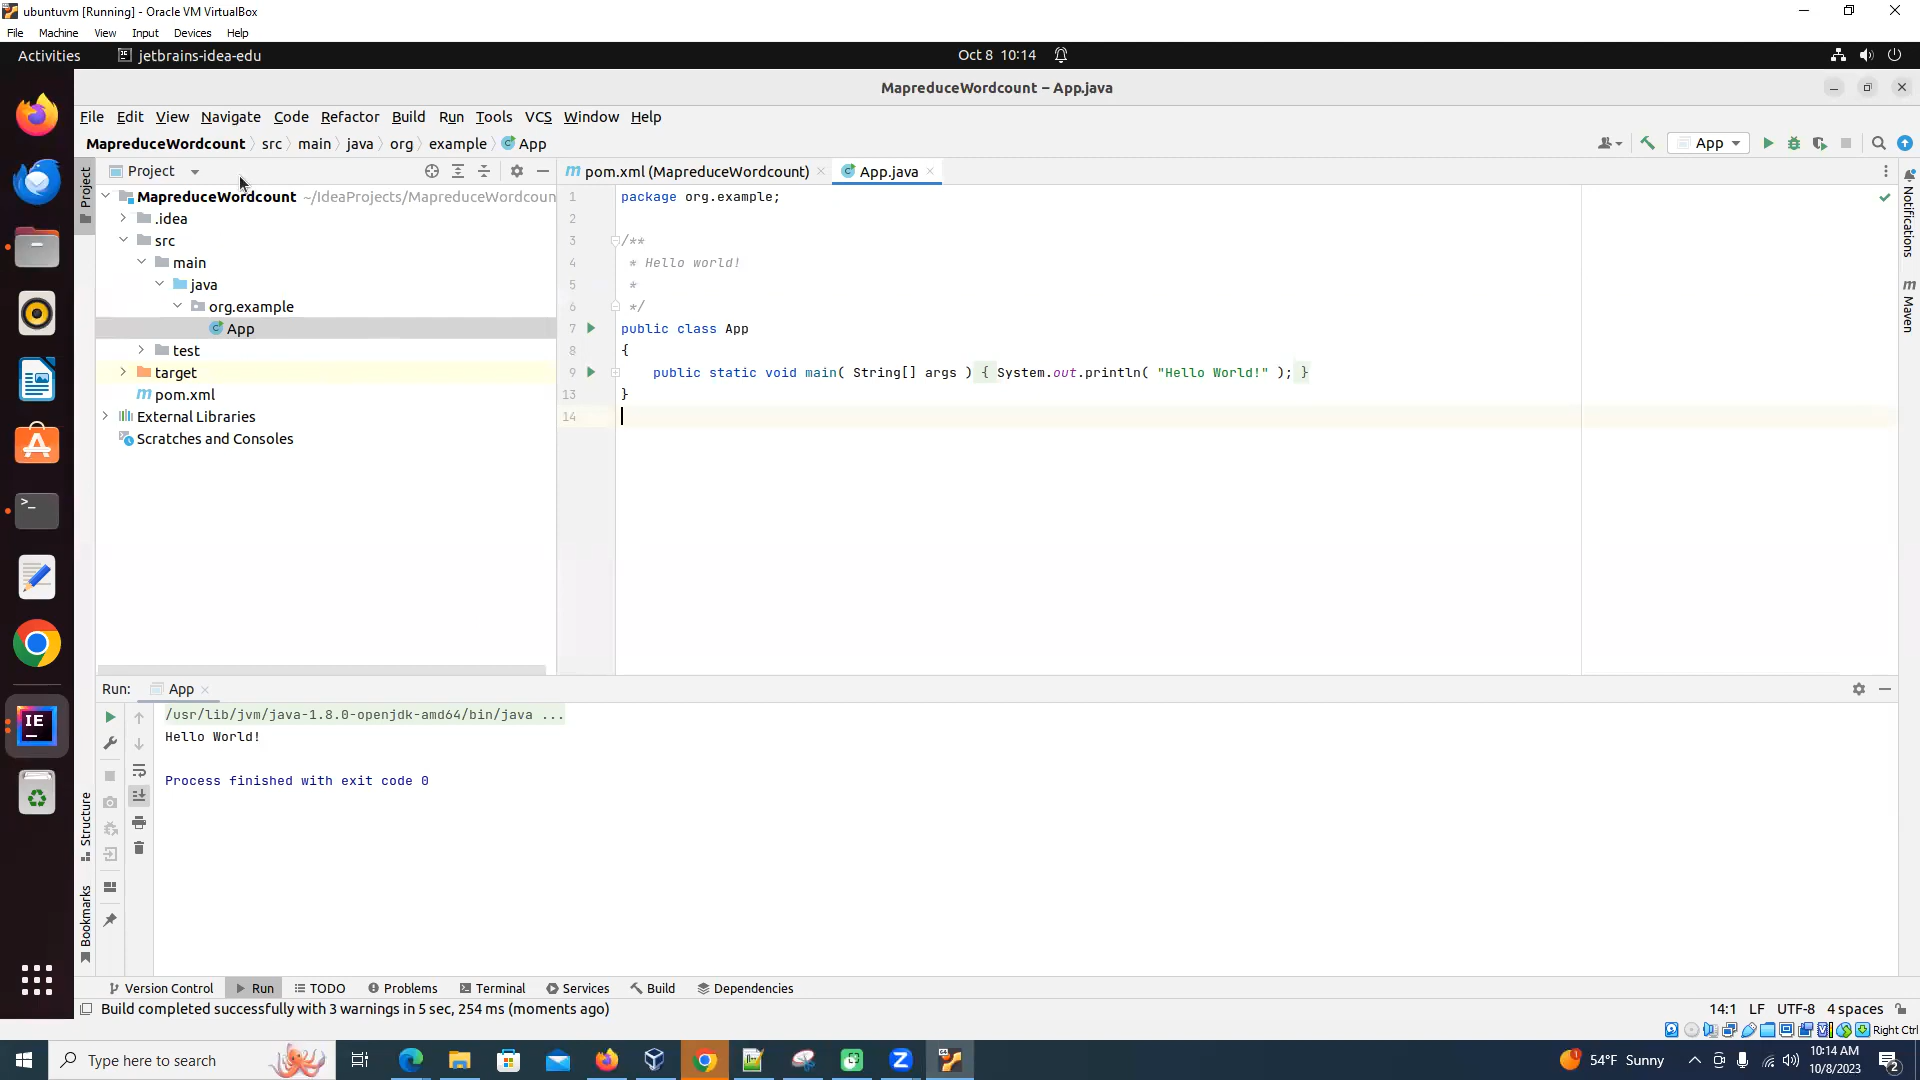 ubuntuvm [Running] - Oracle VM VirtualBox
File Machine View Input Devices Help
Activities jetbrains-idea-edu Oct 8 10:14
MapreduceWordcount – App.java
File Edit View Navigate Code Refactor Build Run Tools VCS Window Help
MapreduceWordcount src main java org example App App
Project Project pom.xml (MapreduceWordcount) App.java
MapreduceWordcount ~/IdeaProjects/MapreduceWordcoun
.idea
src
main
java
org.example
App
test
target
pom.xml
External Libraries
Scratches and Consoles
1 package org.example;
2
3 /**
4 * Hello world!
5 *
6 */
7 public class App
8 {
9 public static void main( String[] args ) { System.out.println( "Hello World!" ); }
13 }
14
Notifications
m Maven
Run: App
/usr/lib/jvm/java-1.8.0-openjdk-amd64/bin/java ...
Hello World!
Process finished with exit code 0
Structure
Bookmarks
Version Control Run TODO Problems Terminal Services Build Dependencies
Build completed successfully with 3 warnings in 5 sec, 254 ms (moments ago) 14:1 LF UTF-8 4 spaces
Right Ctrl
Type here to search 54°F Sunny 10:14 AM
10/8/2023 2